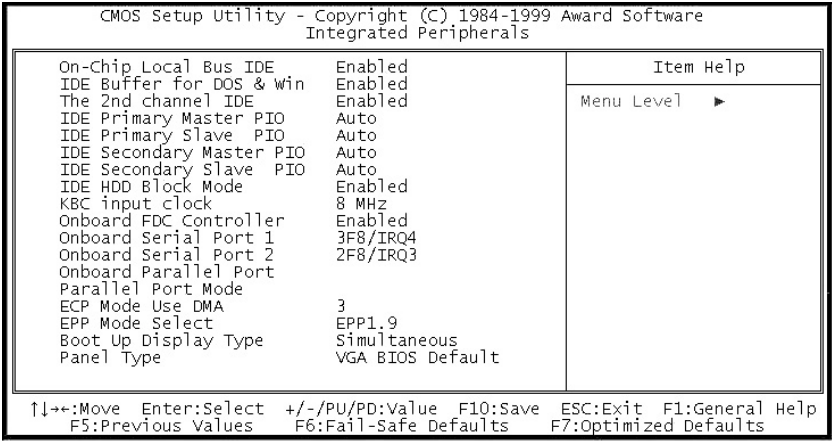 CMOS Setup Utility - Copyright (C) 1984-1999 Award Software
Integrated Peripherals
On-Chip Local Bus IDE Enabled
IDE Buffer for DOS & Win Enabled
The 2nd channel IDE Enabled
IDE Primary Master PIO Auto
IDE Primary Slave PIO Auto
IDE Secondary Master PIO Auto
IDE Secondary Slave PIO Auto
IDE HDD Block Mode Enabled
KBC input clock 8 MHz
Onboard FDC Controller Enabled
Onboard Serial Port 1 3F8/IRQ4
Onboard Serial Port 2 2F8/IRQ3
Onboard Parallel Port
Parallel Port Mode
ECP Mode Use DMA 3
EPP Mode Select EPP1.9
Boot Up Display Type Simultaneous
Panel Type VGA BIOS Default
Item Help
Menu Level ►
↑↓→←:Move Enter:Select +/-/PU/PD:Value F10:Save ESC:Exit F1:General Help
F5:Previous Values F6:Fail-Safe Defaults F7:Optimized Defaults